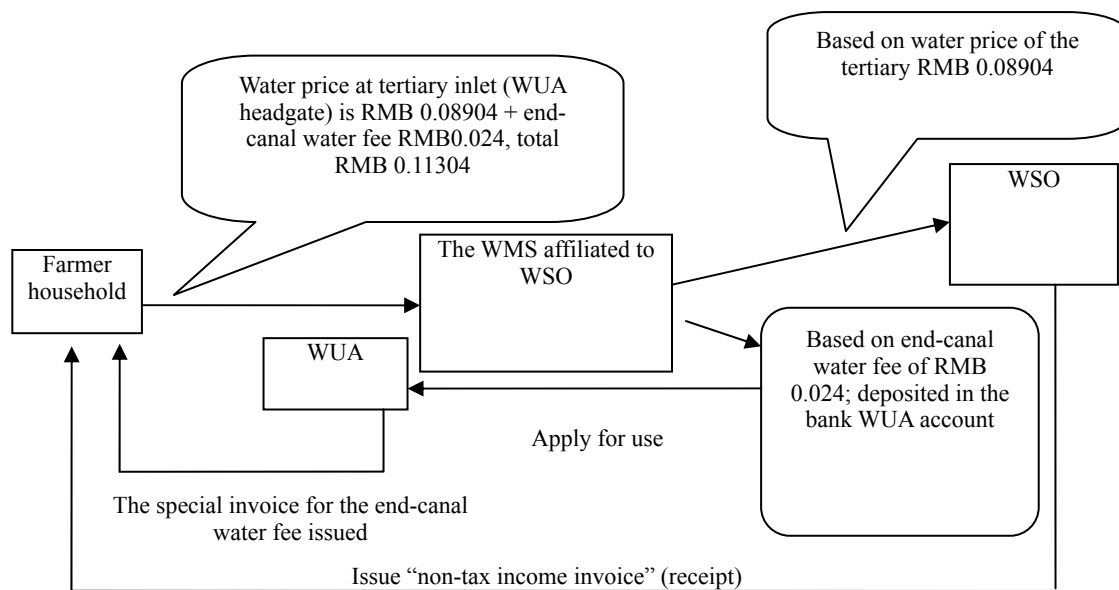 Water price at tertiary inlet (WUA
headgate) is RMB 0.08904 + end-
canal water fee RMB0.024, total
RMB 0.11304
Based on water price of the
tertiary RMB 0.08904
Farmer
household
The WMS affiliated to
WSO
WSO
WUA
Based on end-canal
water fee of RMB
0.024; deposited in the
bank WUA account
Apply for use
The special invoice for the end-canal
water fee issued
Issue “non-tax income invoice” (receipt)